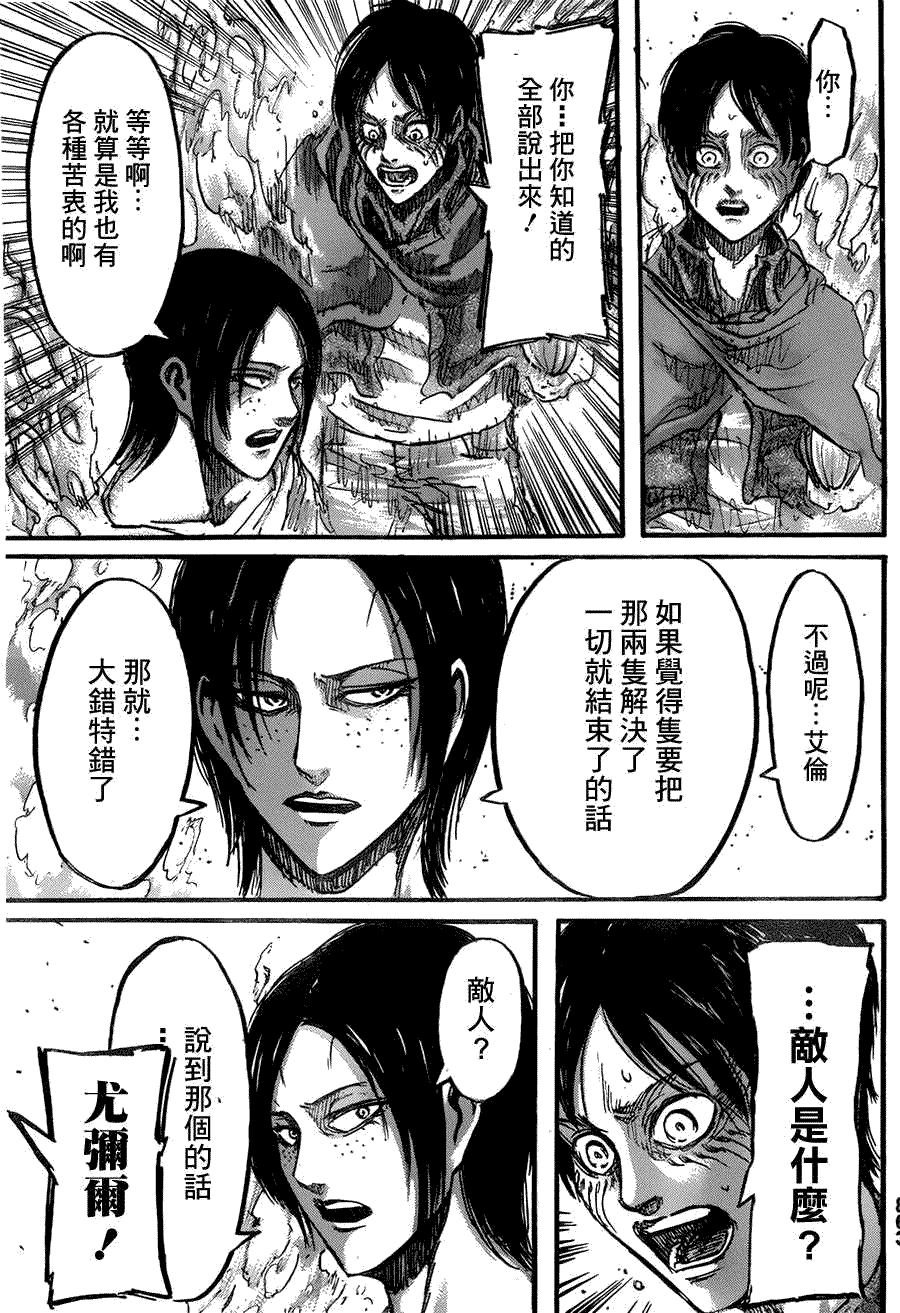 你…
你…把你知道的
全部說出來！
等等啊…
就算是我也有
各種苦衷的啊
不過呢…艾倫
如果覺得隻要把
那兩隻解決了
一切就結束了的話
那就…
大錯特錯了
…敵人是什麼？
敵人？
說到那個的話
…
尤彌爾！